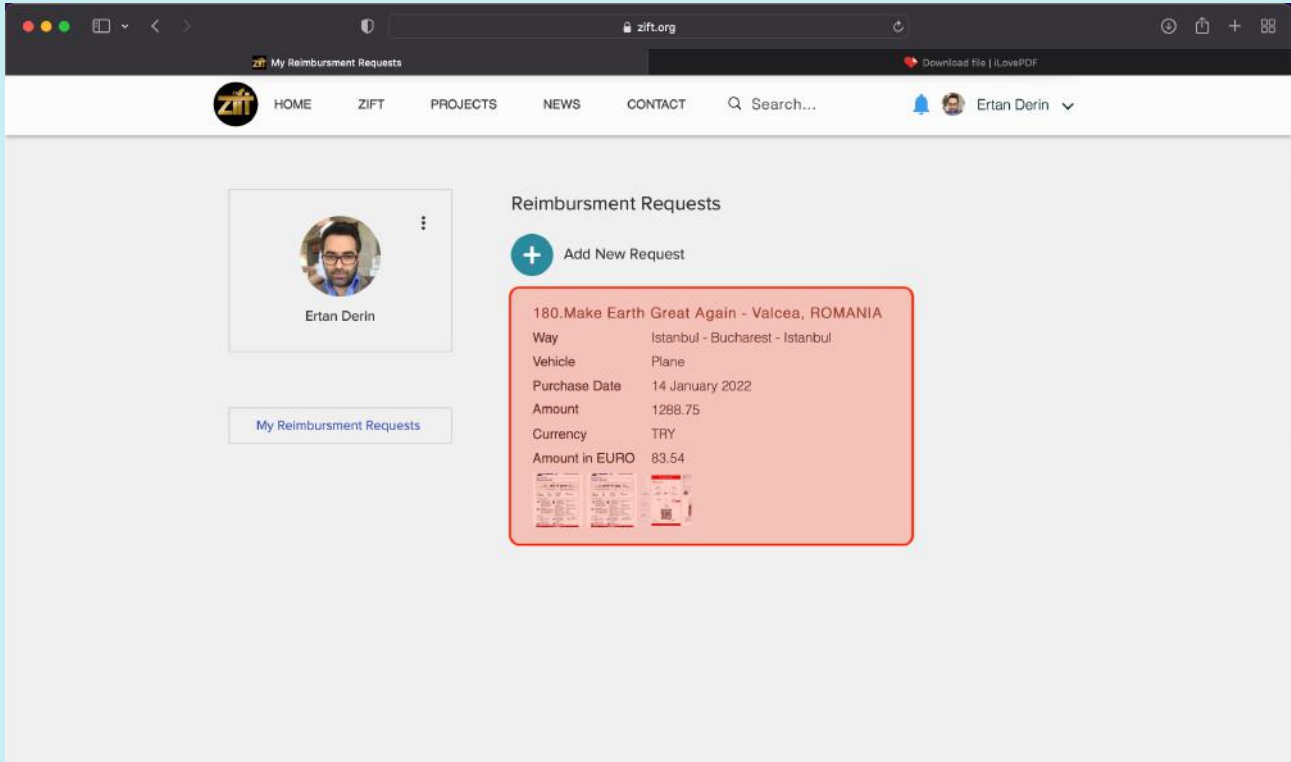 zift.org
zift My Reimbursment Requests
Download file | iLovePDF
zift HOME ZIFT PROJECTS NEWS CONTACT Search... Ertan Derin
Ertan Derin
My Reimbursment Requests
Reimbursment Requests
Add New Request
180.Make Earth Great Again - Valcea, ROMANIA
Way Istanbul - Bucharest - Istanbul
Vehicle Plane
Purchase Date 14 January 2022
Amount 1288.75
Currency TRY
Amount in EURO 83.54